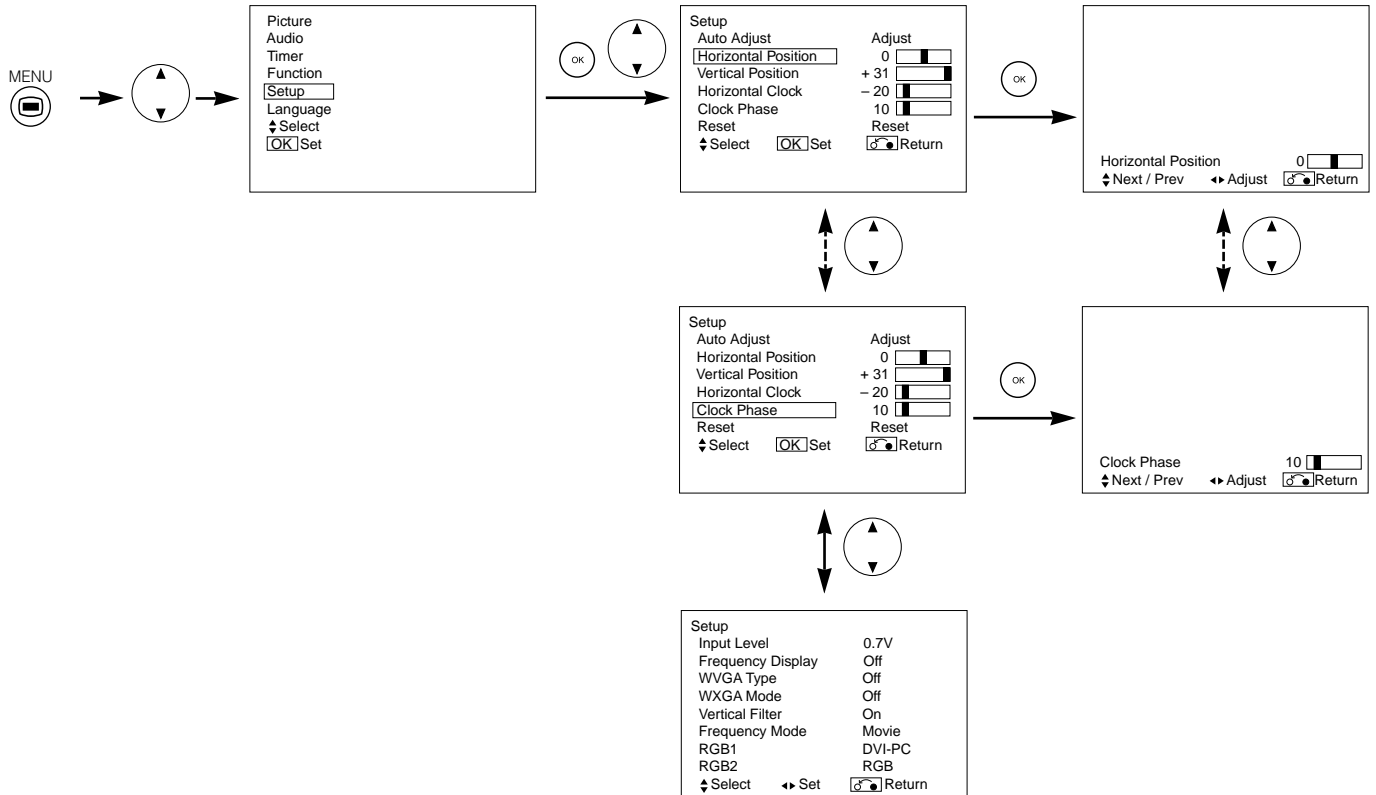 MENU
Picture
Audio
Timer
Function
Setup
Language
Select
OK Set
OK
Setup
Auto Adjust Adjust
Horizontal Position 0
Vertical Position + 31
Horizontal Clock – 20
Clock Phase 10
Reset Reset
Select OK Set Return
OK
Horizontal Position 0
Next / Prev Adjust Return
Setup
Auto Adjust Adjust
Horizontal Position 0
Vertical Position + 31
Horizontal Clock – 20
Clock Phase 10
Reset Reset
Select OK Set Return
OK
Clock Phase 10
Next / Prev Adjust Return
Setup
Input Level 0.7V
Frequency Display Off
WVGA Type Off
WXGA Mode Off
Vertical Filter On
Frequency Mode Movie
RGB1 DVI-PC
RGB2 RGB
Select Set Return